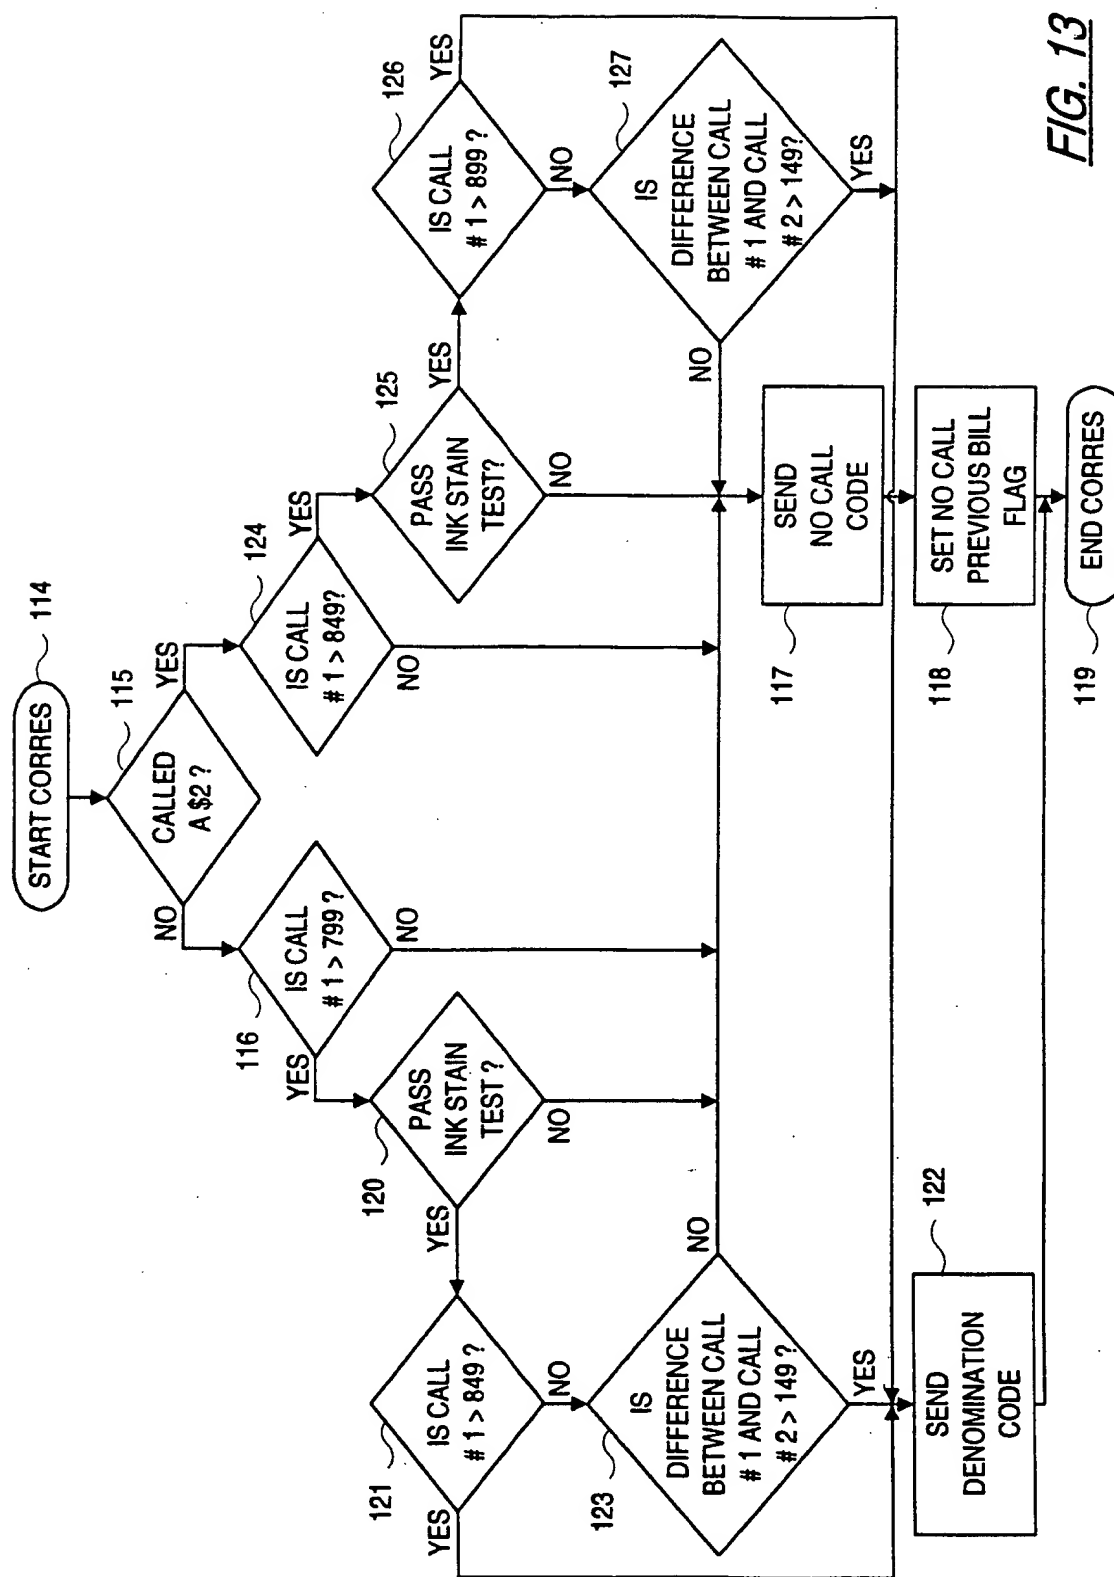 START CORRES
114
CALLED
A $2 ?
115
NO
YES
IS CALL
# 1 > 799 ?
116
YES
NO
IS CALL
# 1 > 849?
124
YES
NO
PASS
INK STAIN
TEST ?
120
YES
NO
PASS
INK STAIN
TEST?
125
YES
NO
IS CALL
# 1 > 849 ?
121
YES
NO
IS CALL
# 1 > 899 ?
126
YES
NO
IS
DIFFERENCE
BETWEEN CALL
# 1 AND CALL
# 2 > 149 ?
123
NO
YES
IS
DIFFERENCE
BETWEEN CALL
# 1 AND CALL
# 2 > 149?
127
NO
YES
SEND
NO CALL
CODE
117
SEND
DENOMINATION
CODE
122
SET NO CALL
PREVIOUS BILL
FLAG
118
END CORRES
119
FIG. 13